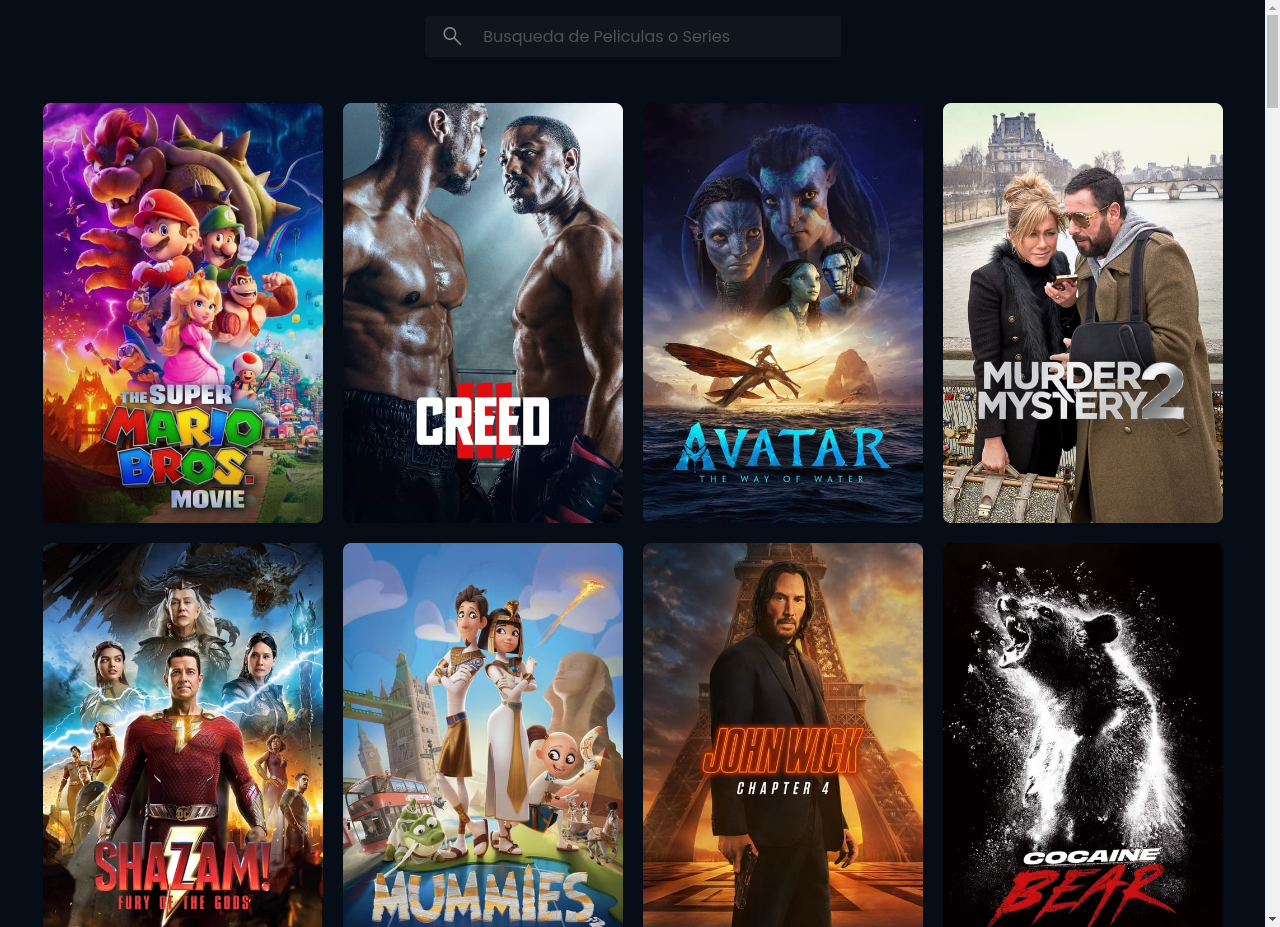 Busqueda de Peliculas o Series
THE SUPER
MARIO
BROS.
MOVIE
III
CREED
AVATAR
THE WAY OF WATER
MURDER
MYSTERY 2
SHAZAM!
FURY OF THE GODS
MUMMIES
JOHN WICK
CHAPTER 4
COCAINE
BEAR